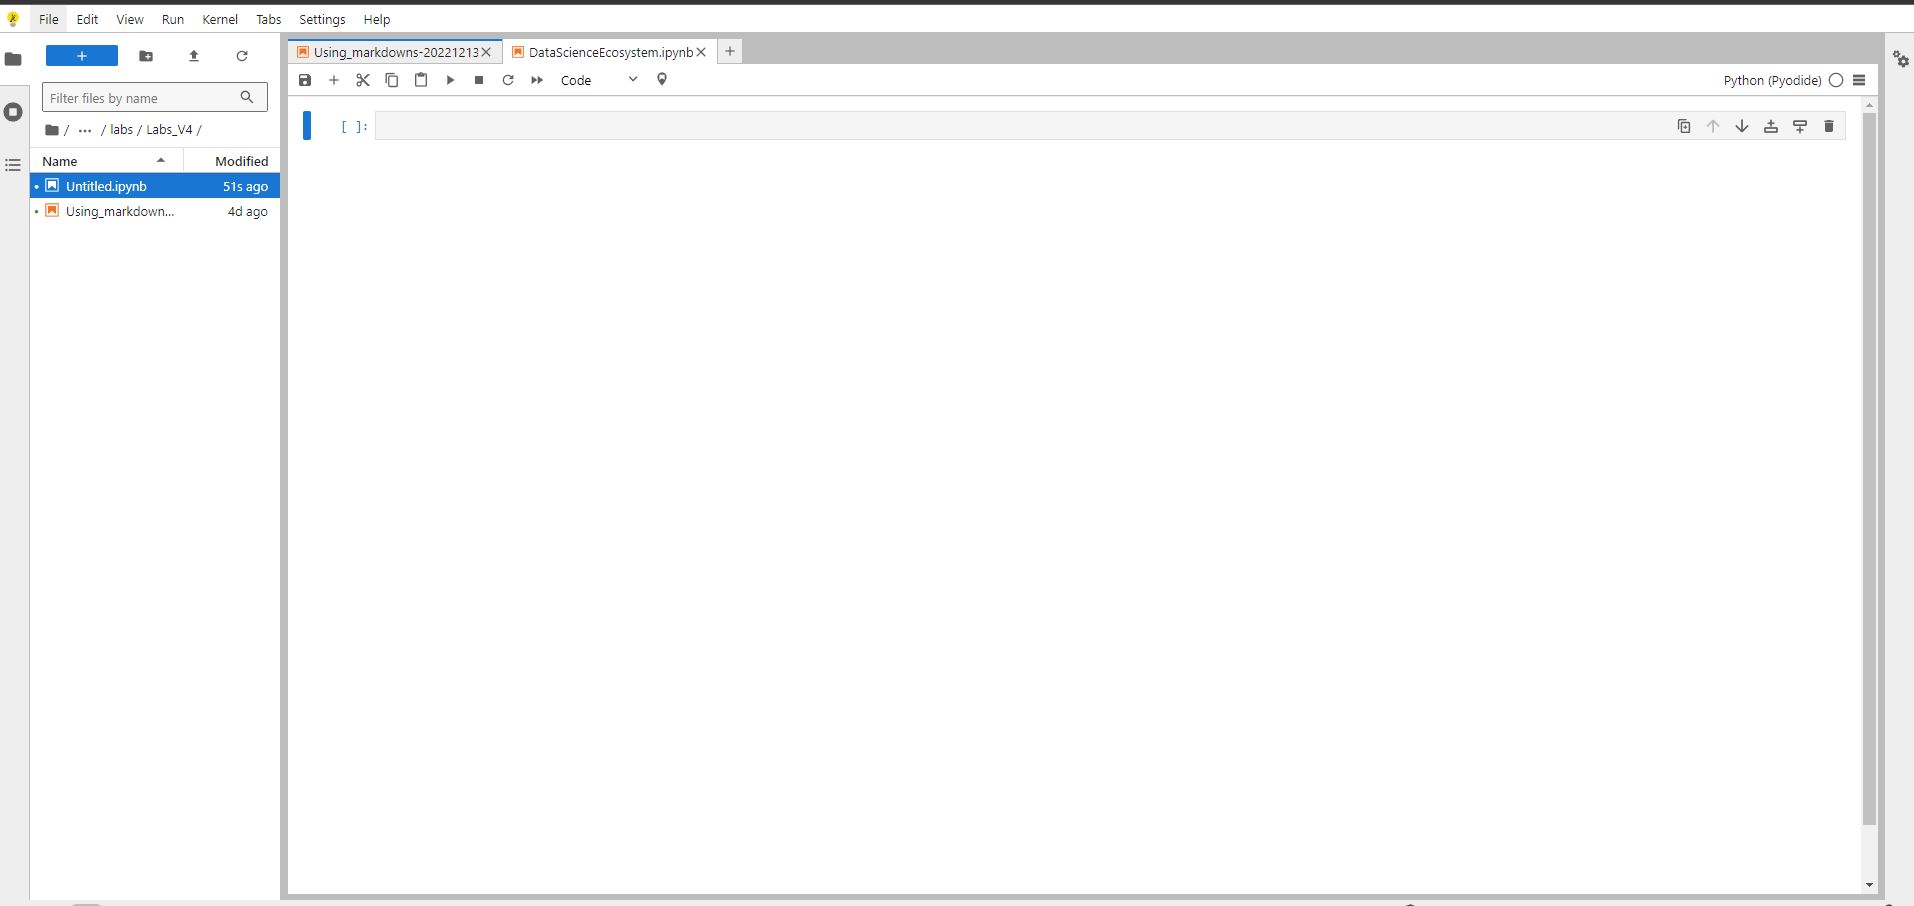 File Edit View Run Kernel Tabs Settings Help
Using_markdowns-20221213 DataScienceEcosystem.ipynb
Code Python (Pyodide)
Filter files by name
/ ··· / labs / Labs_V4 /
[ ]:
Name Modified
Untitled.ipynb 51s ago
Using_markdown... 4d ago